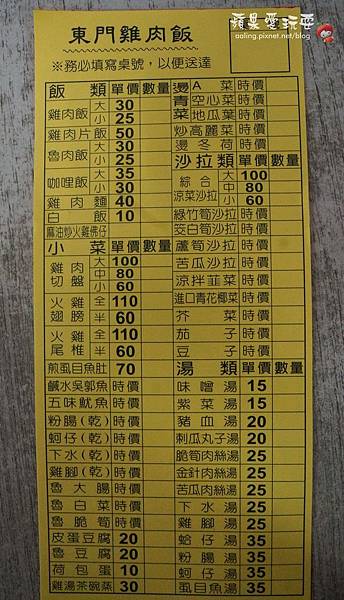 蘋果愛玩耍
aaling.pixnet.net/blog
東門雞肉飯
※務必填寫桌號，以便送達
飯類 單價 數量
雞肉飯 大 30
小 25
雞肉片飯 50
魯肉飯 大 30
小 25
咖哩飯 大 35
小 30
雞肉麵 40
白飯 10
麻油炒火雞佛仔
小菜 單價 數量
雞肉切盤 大 100
中 80
小 60
火雞翅膀 全 110
半 60
火雞尾椎 全 110
半 60
煎虱目魚肚 70
鹹水吳郭魚 時價
五味魷魚 時價
粉腸(乾) 時價
蚵仔(乾) 時價
下水(乾) 時價
雞腳(乾) 時價
魯大腸 時價
魯白菜 時價
魯脆筍 時價
皮蛋豆腐 20
魯豆腐 20
荷包蛋 10
雞湯茶碗蒸 30
燙青菜 A菜 時價
空心菜 時價
地瓜葉 時價
炒高麗菜 時價
燙冬荷 時價
沙拉類 單價 數量
綜合涼菜沙拉 大 100
中 80
小 60
綠竹筍沙拉 時價
茭白筍沙拉 時價
蘆筍沙拉 時價
苦瓜沙拉 時價
涼拌韮菜 時價
進口青花椰菜 時價
芥菜 時價
茄子 時價
豆子 時價
湯類 單價 數量
味噌湯 15
紫菜湯 15
豬血湯 20
刺瓜丸子湯 20
脆筍肉絲湯 25
金針肉絲湯 25
苦瓜肉絲湯 25
下水湯 25
雞腳湯 25
蛤仔湯 35
粉腸湯 35
蚵仔湯 35
虱目魚湯 35